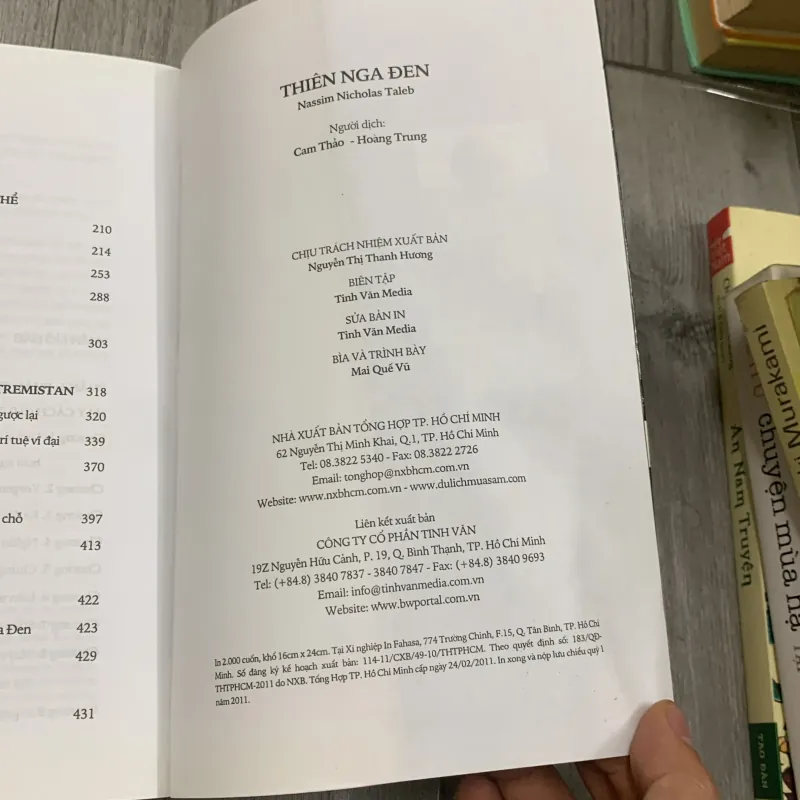 HỂ
210
214
253
288
303
TREMISTAN 318
gược lại 320
rí tuệ vĩ đại 339
370
chỗ 397
413
422
a Đen 423
429
431
THIÊN NGA ĐEN
Nassim Nicholas Taleb
Người dịch:
Cam Thảo - Hoàng Trung
CHỊU TRÁCH NHIỆM XUẤT BẢN
Nguyễn Thị Thanh Hương
BIÊN TẬP
Tinh Văn Media
SỬA BẢN IN
Tinh Văn Media
BÌA VÀ TRÌNH BÀY
Mai Quế Vũ
NHÀ XUẤT BẢN TỔNG HỢP TP. HỒ CHÍ MINH
62 Nguyễn Thị Minh Khai, Q.1, TP. Hồ Chí Minh
Tel: 08.3822 5340 - Fax: 08.3822 2726
Email: tonghop@nxbhcm.com.vn
Website: www.nxbhcm.com.vn - www.dulichmuasam.com
Liên kết xuất bản
CÔNG TY CỔ PHẦN TINH VĂN
19Z Nguyễn Hữu Cảnh, P. 19, Q. Bình Thạnh, TP. Hồ Chí Minh
Tel: (+84.8) 3840 7837 - 3840 7847 - Fax: (+84.8) 3840 9693
Email: info@tinhvanmedia.com.vn
Website: www.bwportal.com.vn
In 2.000 cuốn, khổ 16cm x 24cm. Tại Xí nghiệp In Fahasa, 774 Trường Chinh, F.15, Q. Tân Bình, TP. Hồ Chí
Minh. Số đăng ký kế hoạch xuất bản: 114-11/CXB/49-10/THTPHCM. Theo quyết định số: 183/QĐ-
THTPHCM-2011 do NXB. Tổng Hợp TP. Hồ Chí Minh cấp ngày 24/02/2011. In xong và nộp lưu chiểu quý I
năm 2011.
An Nam Truyện
TAO ĐÀN
chuyện mùa hạ
Murakami